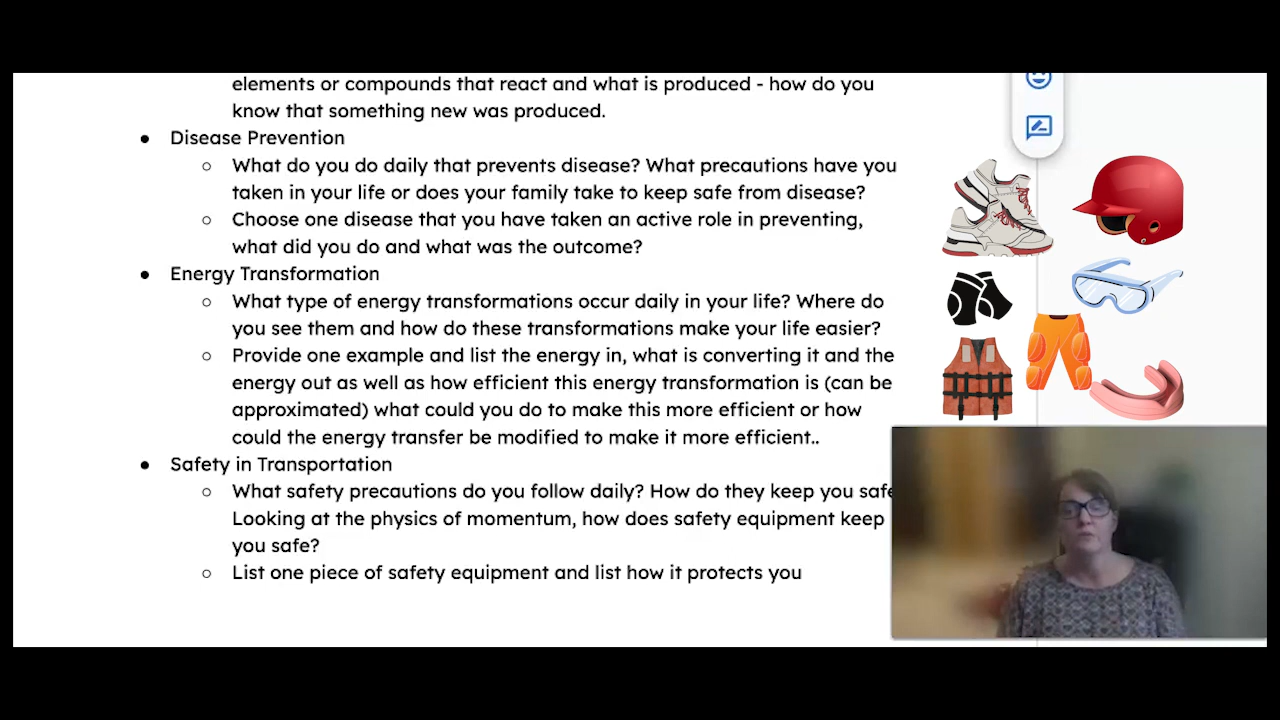 elements or compounds that react and what is produced - how do you
know that something new was produced.
● Disease Prevention
○ What do you do daily that prevents disease? What precautions have you
taken in your life or does your family take to keep safe from disease?
○ Choose one disease that you have taken an active role in preventing,
what did you do and what was the outcome?
● Energy Transformation
○ What type of energy transformations occur daily in your life? Where do
you see them and how do these transformations make your life easier?
○ Provide one example and list the energy in, what is converting it and the
energy out as well as how efficient this energy transformation is (can be
approximated) what could you do to make this more efficient or how
could the energy transfer be modified to make it more efficient..
● Safety in Transportation
○ What safety precautions do you follow daily? How do they keep you safe
Looking at the physics of momentum, how does safety equipment keep
you safe?
○ List one piece of safety equipment and list how it protects you